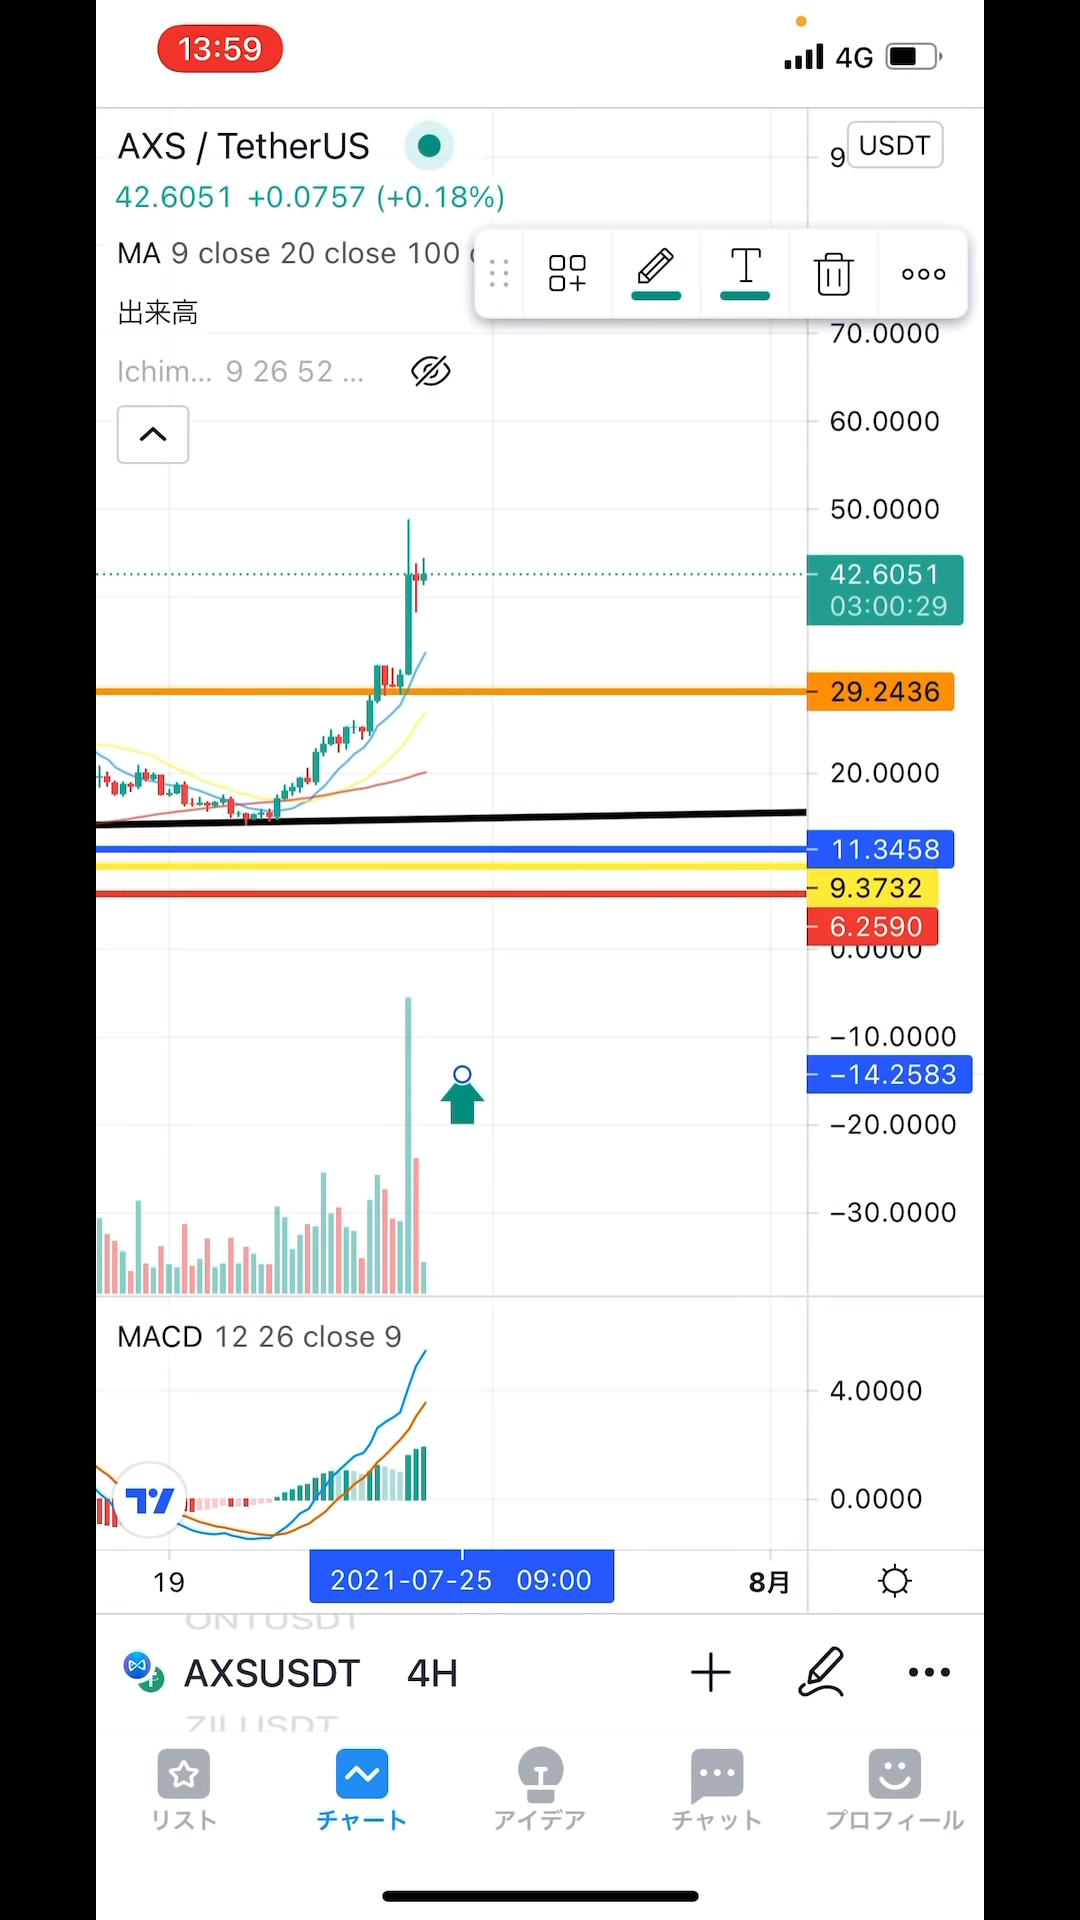 13:59
4G
AXS / TetherUS
9
USDT
42.6051 +0.0757 (+0.18%)
MA 9 close 20 close 100
T
出来高
70.0000
Ichim... 9 26 52 ...
60.0000
50.0000
42.6051
03:00:29
29.2436
20.0000
11.3458
9.3732
6.2590
0.0000
−10.0000
−14.2583
−20.0000
−30.0000
MACD 12 26 close 9
4.0000
0.0000
19
2021-07-25 09:00
8月
ONTUSDT
AXSUSDT 4H
ZILUSDT
リスト
チャート
アイデア
チャット
プロフィール